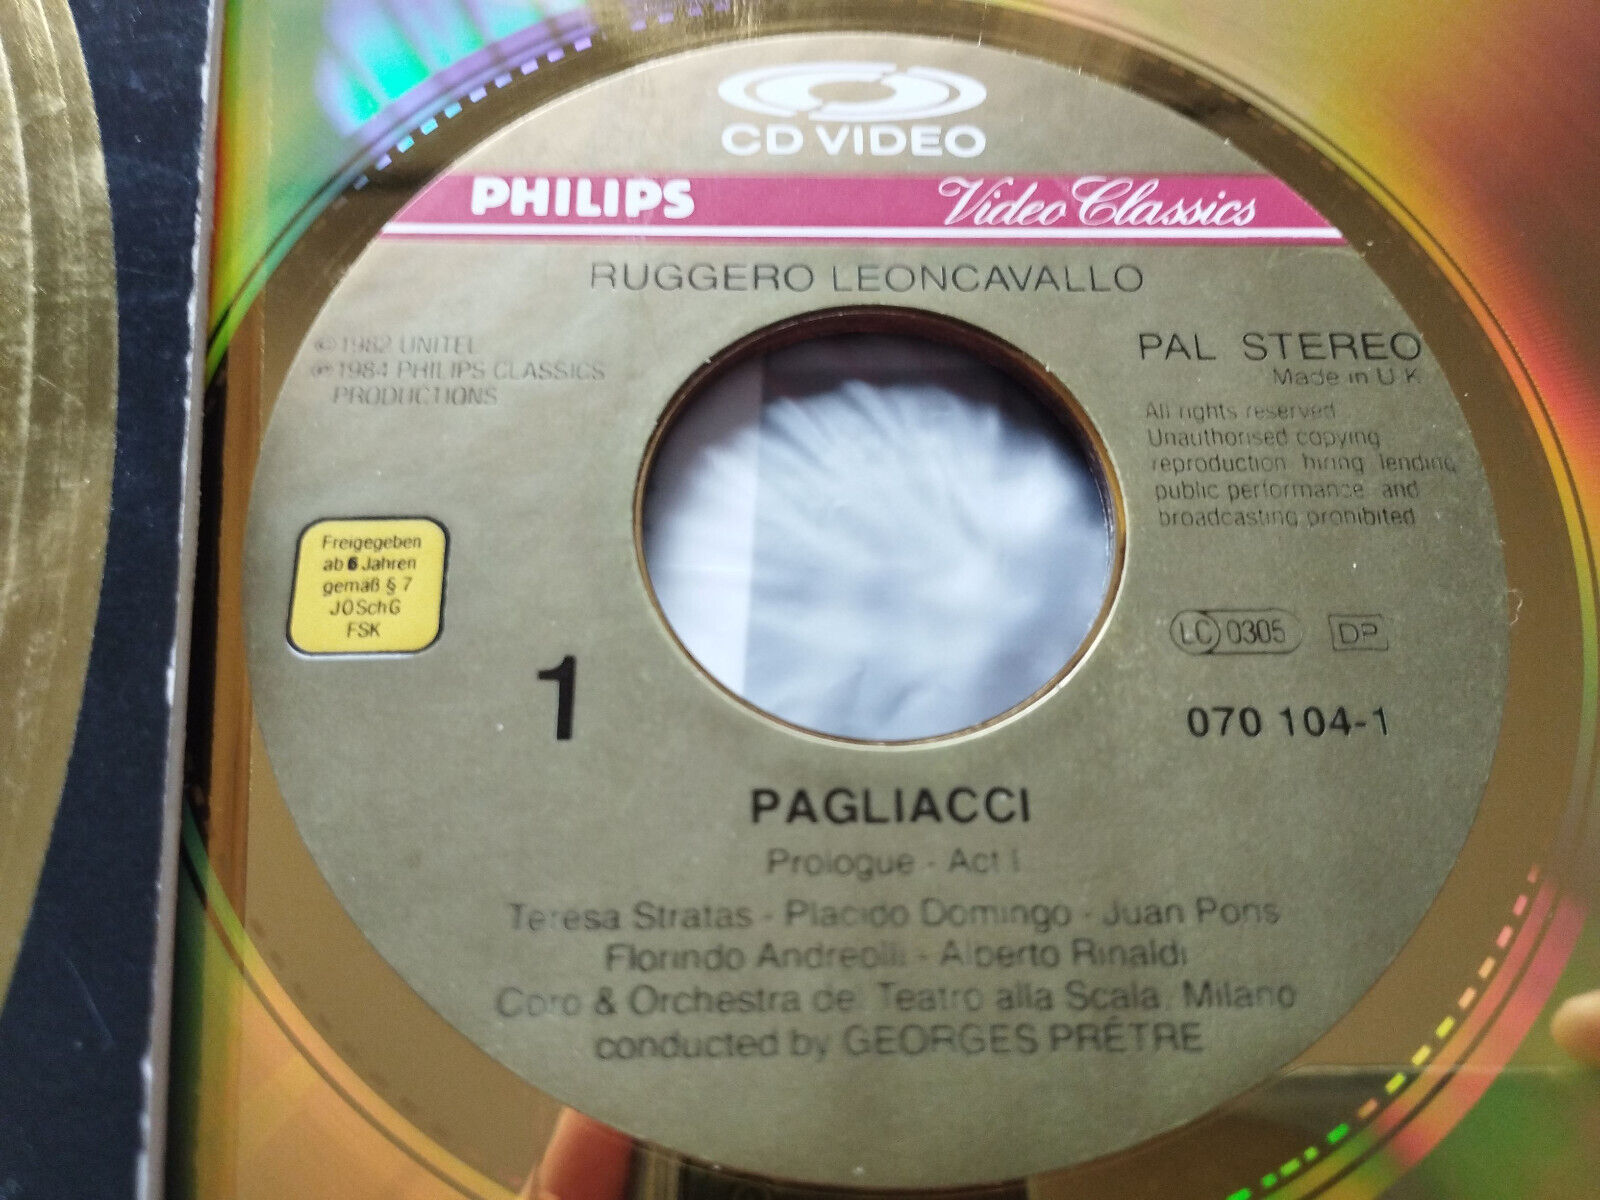 CD VIDEO
PHILIPS Video Classics
RUGGERO LEONCAVALLO
©1982 UNITEL
℗1984 PHILIPS CLASSICS
PRODUCTIONS
PAL STEREO
Made in U.K.
All rights reserved
Unauthorised copying
reproduction hiring lending
public performance and
broadcasting prohibited
Freigegeben
ab 6 Jahren
gemäß § 7
JÖSchG
FSK
LC 0305 DP
1
070 104-1
PAGLIACCI
Prologue - Act I
Teresa Stratas - Placido Domingo - Juan Pons
Florindo Andreolli - Alberto Rinaldi
Coro & Orchestra del Teatro alla Scala, Milano
conducted by GEORGES PRÊTRE